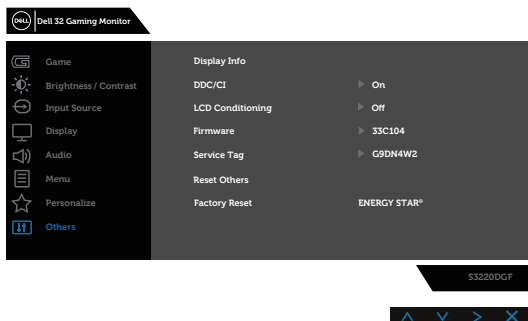 DELL Dell 32 Gaming Monitor
Game
Brightness / Contrast
Input Source
Display
Audio
Menu
Personalize
Others
Display Info
DDC/CI On
LCD Conditioning Off
Firmware 33C104
Service Tag G9DN4W2
Reset Others
Factory Reset ENERGY STAR®
S3220DGF